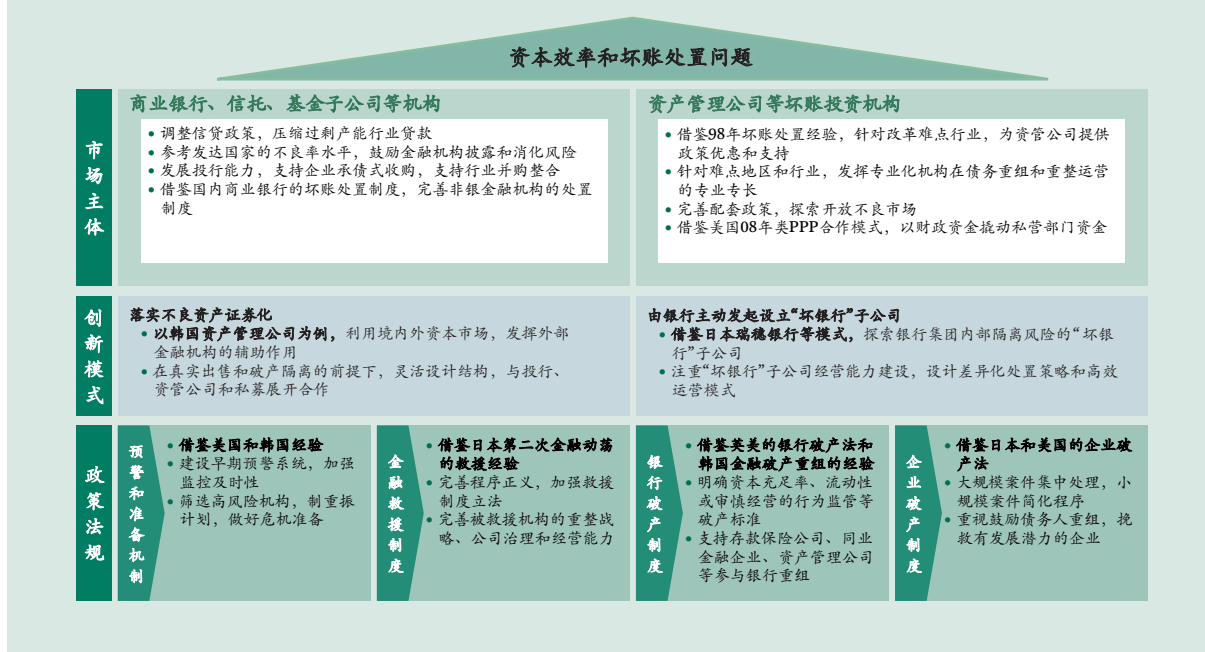 资本效率和坏账处置问题
市场主体
商业银行、信托、基金子公司等机构
• 调整信贷政策，压缩过剩产能行业贷款
• 参考发达国家的不良率水平，鼓励金融机构披露和消化风险
• 发展投行能力，支持企业承债式收购，支持行业并购整合
• 借鉴国内商业银行的坏账处置制度，完善非银金融机构的处置
制度
资产管理公司等坏账投资机构
• 借鉴98年坏账处置经验，针对改革难点行业，为资管公司提供
政策优惠和支持
• 针对难点地区和行业，发挥专业化机构在债务重组和重整运营
的专业专长
• 完善配套政策，探索开放不良市场
• 借鉴美国08年类PPP合作模式，以财政资金撬动私营部门资金
创新模式
落实不良资产证券化
• 以韩国资产管理公司为例，利用境内外资本市场，发挥外部
金融机构的辅助作用
• 在真实出售和破产隔离的前提下，灵活设计结构，与投行、
资管公司和私募展开合作
由银行主动发起设立“坏银行”子公司
• 借鉴日本瑞穗银行等模式，探索银行集团内部隔离风险的“坏银
行”子公司
• 注重“坏银行”子公司经营能力建设，设计差异化处置策略和高效
运营模式
政策法规
预警和准备机制
• 借鉴美国和韩国经验
• 建设早期预警系统，加强
监控及时性
• 筛选高风险机构，制重振
计划，做好危机准备
金融救援制度
• 借鉴日本第二次金融动荡
的救援经验
• 完善程序正义，加强救援
制度立法
• 完善被救援机构的重整战
略、公司治理和经营能力
银行破产制度
• 借鉴英美的银行破产法和
韩国金融破产重组的经验
• 明确资本充足率、流动性
或审慎经营的行为监管等
破产标准
• 支持存款保险公司、同业
金融企业、资产管理公司
等参与银行重组
企业破产制度
• 借鉴日本和美国的企业破
产法
• 大规模案件集中处理，小
规模案件简化程序
• 重视鼓励债务人重组，挽
救有发展潜力的企业